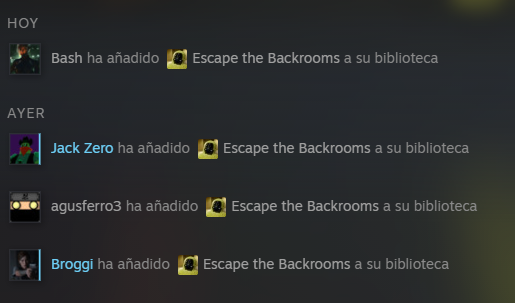 HOY
Bash ha añadido Escape the Backrooms a su biblioteca
AYER
Jack Zero ha añadido Escape the Backrooms a su biblioteca
agusferro3 ha añadido Escape the Backrooms a su biblioteca
Broggi ha añadido Escape the Backrooms a su biblioteca